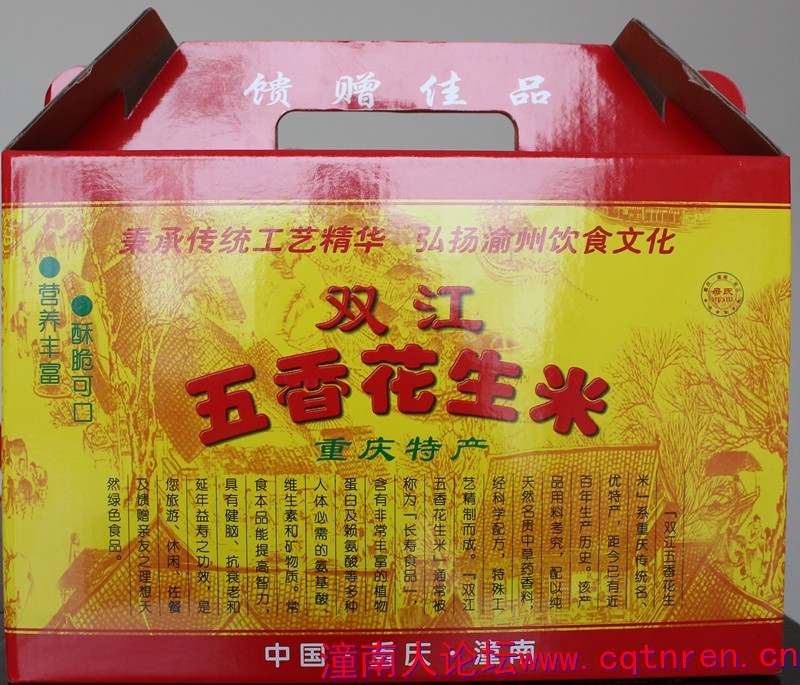 馈赠佳品
秉承传统工艺精华 弘扬渝州饮食文化
●营养丰富
●酥脆可口
双江
五香花生米
重庆特产
母氏
「双江五香花生
米」系重庆传统名、
优特产，距今已有近
百年生产历史。该产
品用料考究，配以纯
天然名贵中草药香料，
经科学配方，特殊工
艺精制而成。「双江
五香花生米」通常被
称为「长寿食品」，
含有非常丰富的植物
蛋白及粉氨酸等多种
人体必需的氨基酸、
维生素和矿物质。常
食本品能提高智力，
具有健脑、抗衰老和
延年益寿之功效，是
您旅游、休闲、佐餐
及馈赠亲友之理想天
然绿色食品。
中国·重庆·潼南
潼南人论坛www.cqtnren.cn